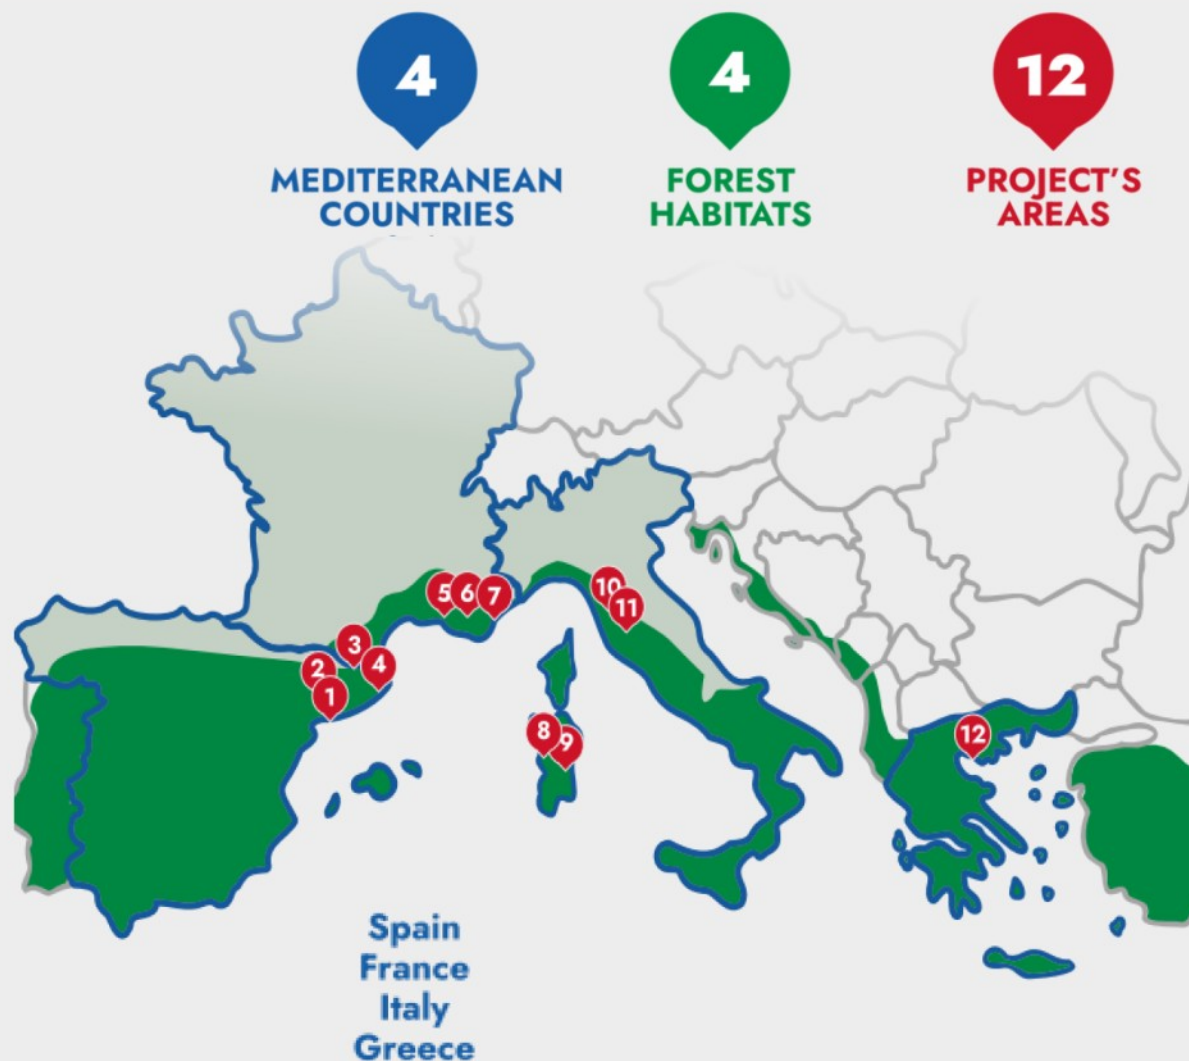 4
MEDITERRANEAN
COUNTRIES
4
FOREST
HABITATS
12
PROJECT'S
AREAS
5
6
7
10
11
3
2
4
1
8
9
12
Spain
France
Italy
Greece